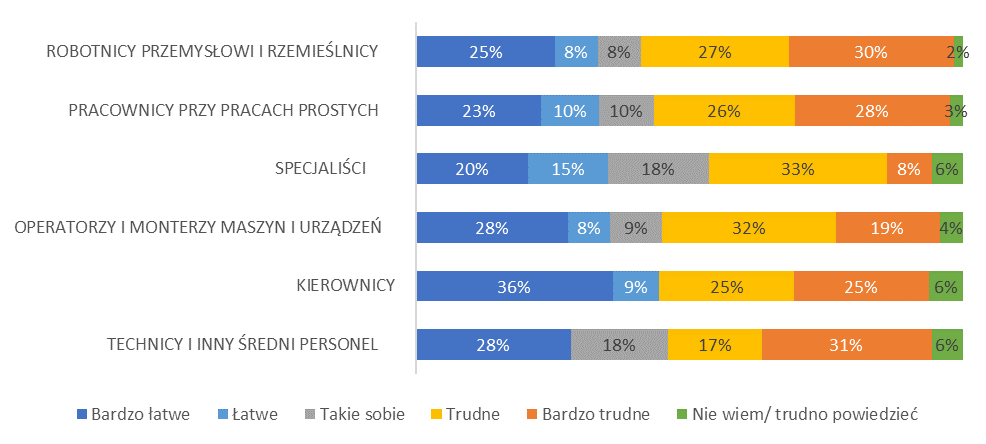 ROBOTNICY PRZEMYSŁOWI I RZEMIEŚLNICY 25% 8% 8% 27% 30% 2%
PRACOWNICY PRZY PRACACH PROSTYCH 23% 10% 10% 26% 28% 3%
SPECJALIŚCI 20% 15% 18% 33% 8% 6%
OPERATORZY I MONTERZY MASZYN I URZĄDZEŃ 28% 8% 9% 32% 19% 4%
KIEROWNICY 36% 9% 25% 25% 6%
TECHNICY I INNY ŚREDNI PERSONEL 28% 18% 17% 31% 6%
Bardzo łatwe Łatwe Takie sobie Trudne Bardzo trudne Nie wiem/ trudno powiedzieć